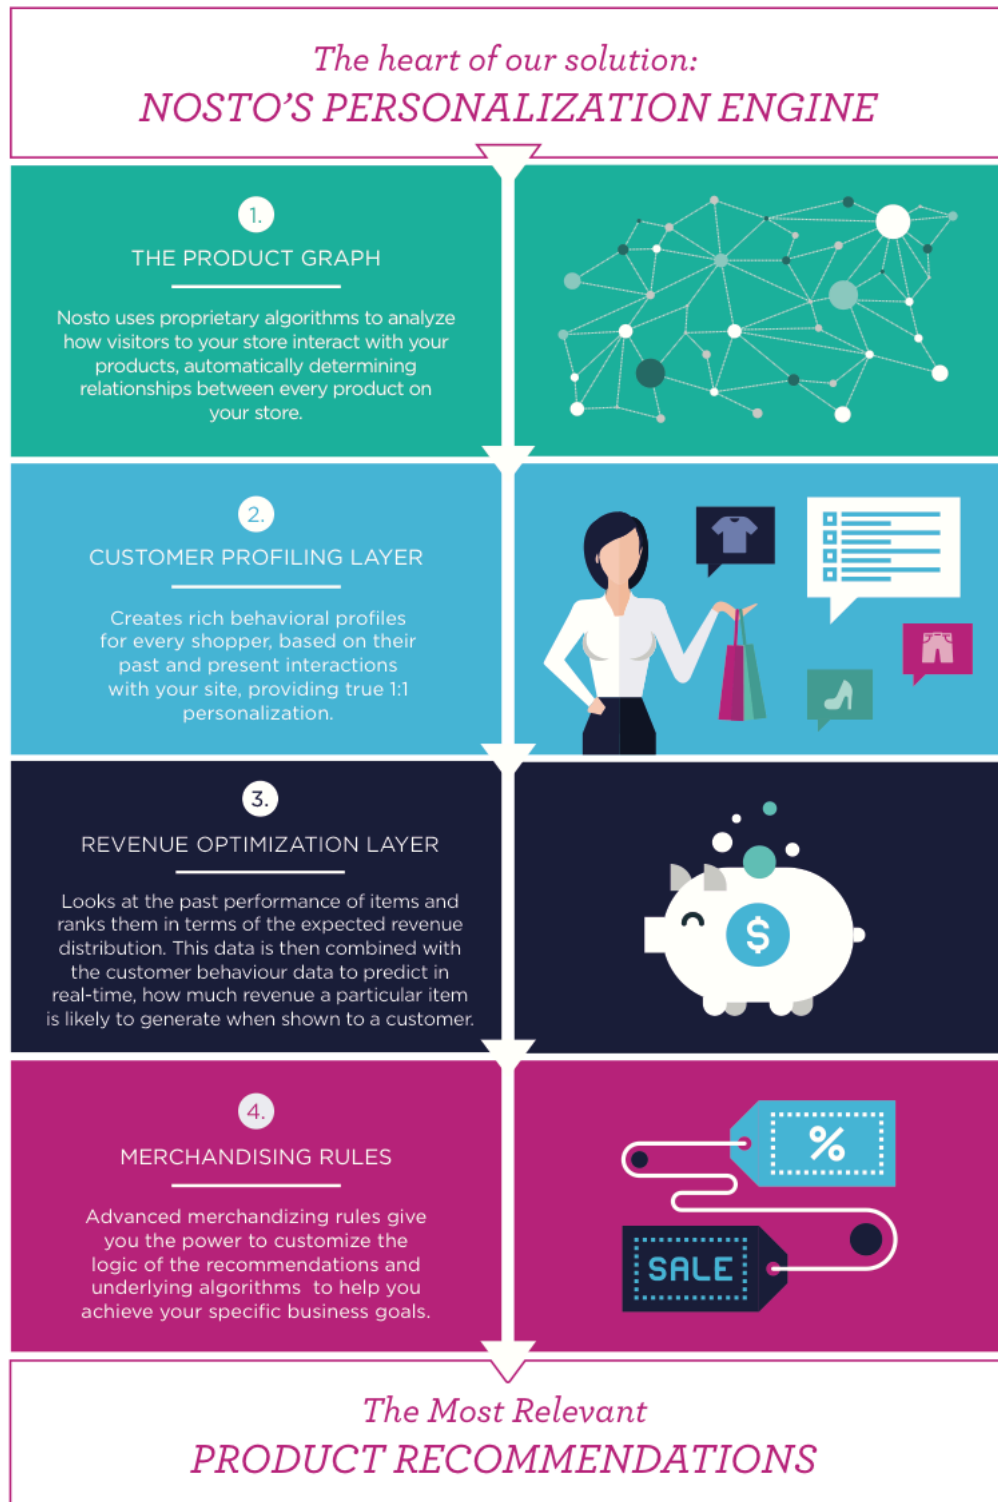 The heart of our solution:
NOSTO'S PERSONALIZATION ENGINE
1.
THE PRODUCT GRAPH
Nosto uses proprietary algorithms to analyze
how visitors to your store interact with your
products, automatically determining
relationships between every product on
your store.
2.
CUSTOMER PROFILING LAYER
Creates rich behavioral profiles
for every shopper, based on their
past and present interactions
with your site, providing true 1:1
personalization.
3.
REVENUE OPTIMIZATION LAYER
Looks at the past performance of items and
ranks them in terms of the expected revenue
distribution. This data is then combined with
the customer behaviour data to predict in
real-time, how much revenue a particular item
is likely to generate when shown to a customer.
$
4.
MERCHANDISING RULES
Advanced merchandizing rules give
you the power to customize the
logic of the recommendations and
underlying algorithms to help you
achieve your specific business goals.
%
SALE
The Most Relevant
PRODUCT RECOMMENDATIONS